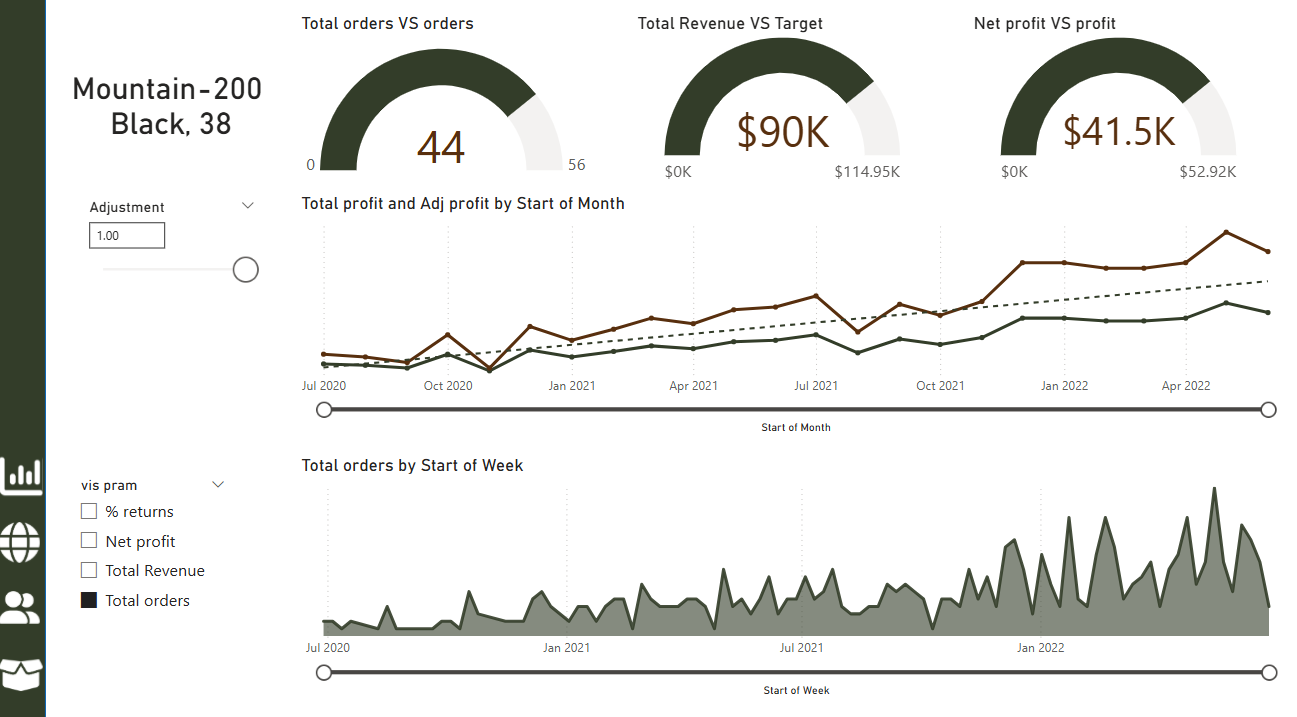 Mountain-200
Black, 38
Total orders VS orders
44
0
56
Total Revenue VS Target
$90K
$0K
$114.95K
Net profit VS profit
$41.5K
$0K
$52.92K
Adjustment
1.00
Total profit and Adj profit by Start of Month
Jul 2020
Oct 2020
Jan 2021
Apr 2021
Jul 2021
Oct 2021
Jan 2022
Apr 2022
Start of Month
vis pram
% returns
Net profit
Total Revenue
Total orders
Total orders by Start of Week
Jul 2020
Jan 2021
Jul 2021
Jan 2022
Start of Week